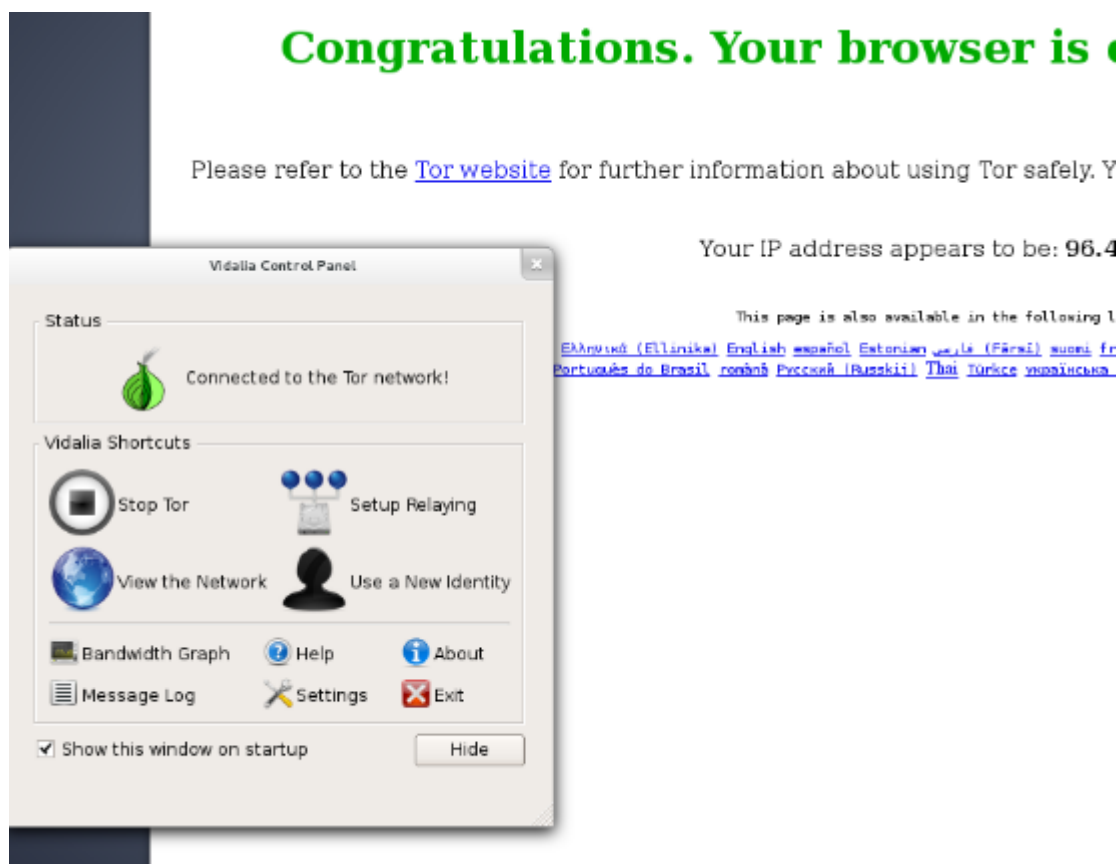 Congratulations. Your browser is
Please refer to the Tor website for further information about using Tor safely. Y
Your IP address appears to be: 96.4
This page is also available in the following l
Ελληνικά (Ellinika) English español Estonian فارسی (Fārsī) suomi fr
Português do Brasil română Русский (Russkij) Thai Türkçe українська
Vidalia Control Panel
Status
Connected to the Tor network!
Vidalia Shortcuts
Stop Tor
Setup Relaying
View the Network
Use a New Identity
Bandwidth Graph
Help
About
Message Log
Settings
Exit
Show this window on startup
Hide